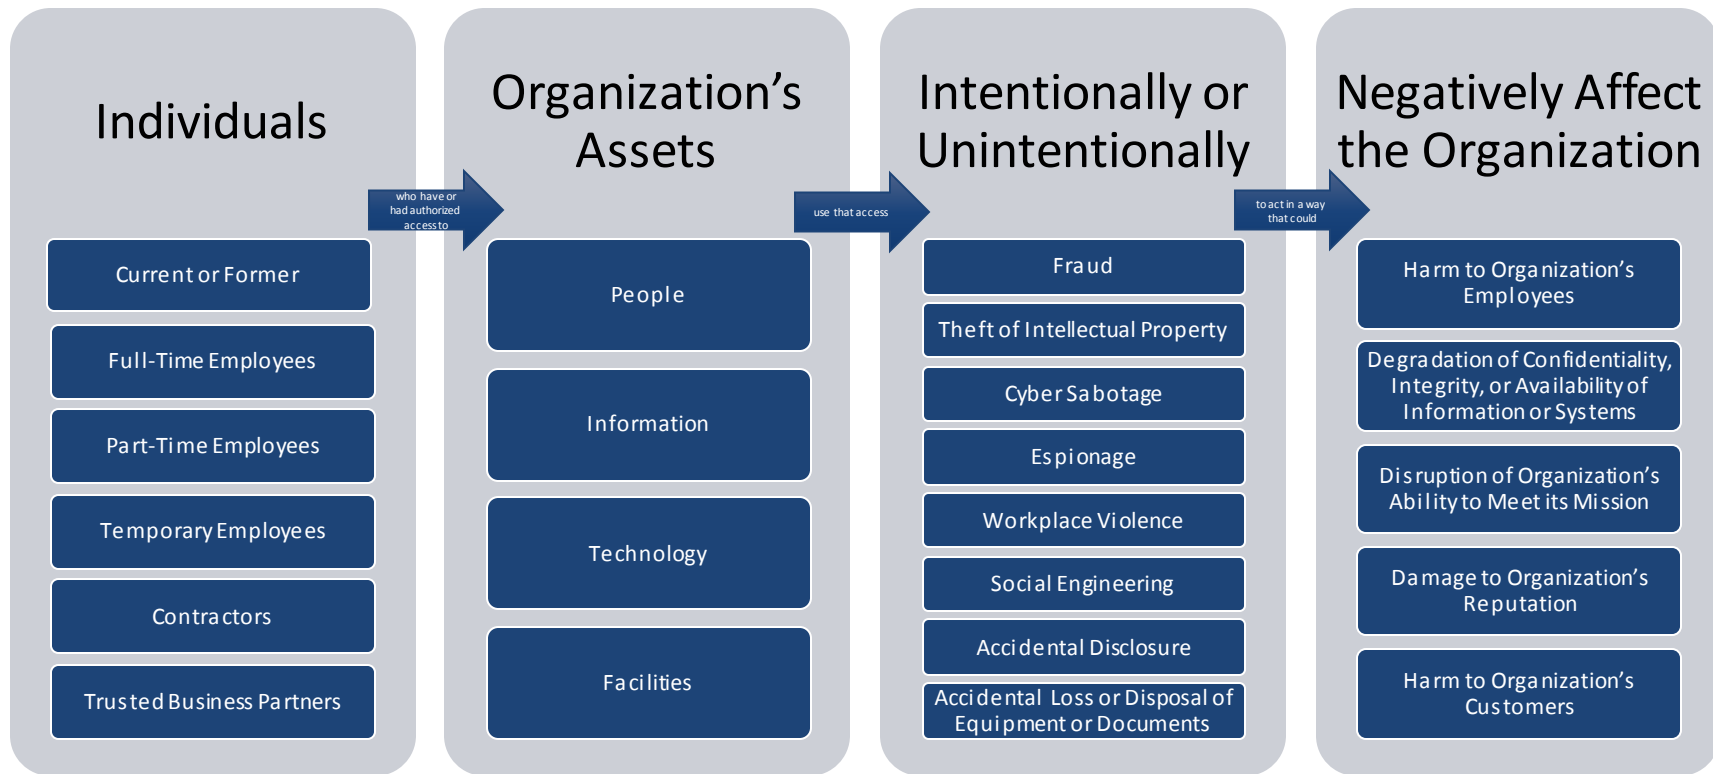 Individuals
who have or
had authorized
access to
Current or Former
Full-Time Employees
Part-Time Employees
Temporary Employees
Contractors
Trusted Business Partners
Organization’s
Assets
use that access
People
Information
Technology
Facilities
Intentionally or
Unintentionally
to act in a way
that could
Fraud
Theft of Intellectual Property
Cyber Sabotage
Espionage
Workplace Violence
Social Engineering
Accidental Disclosure
Accidental Loss or Disposal of
Equipment or Documents
Negatively Affect
the Organization
Harm to Organization’s
Employees
Degradation of Confidentiality,
Integrity, or Availability of
Information or Systems
Disruption of Organization’s
Ability to Meet its Mission
Damage to Organization’s
Reputation
Harm to Organization’s
Customers